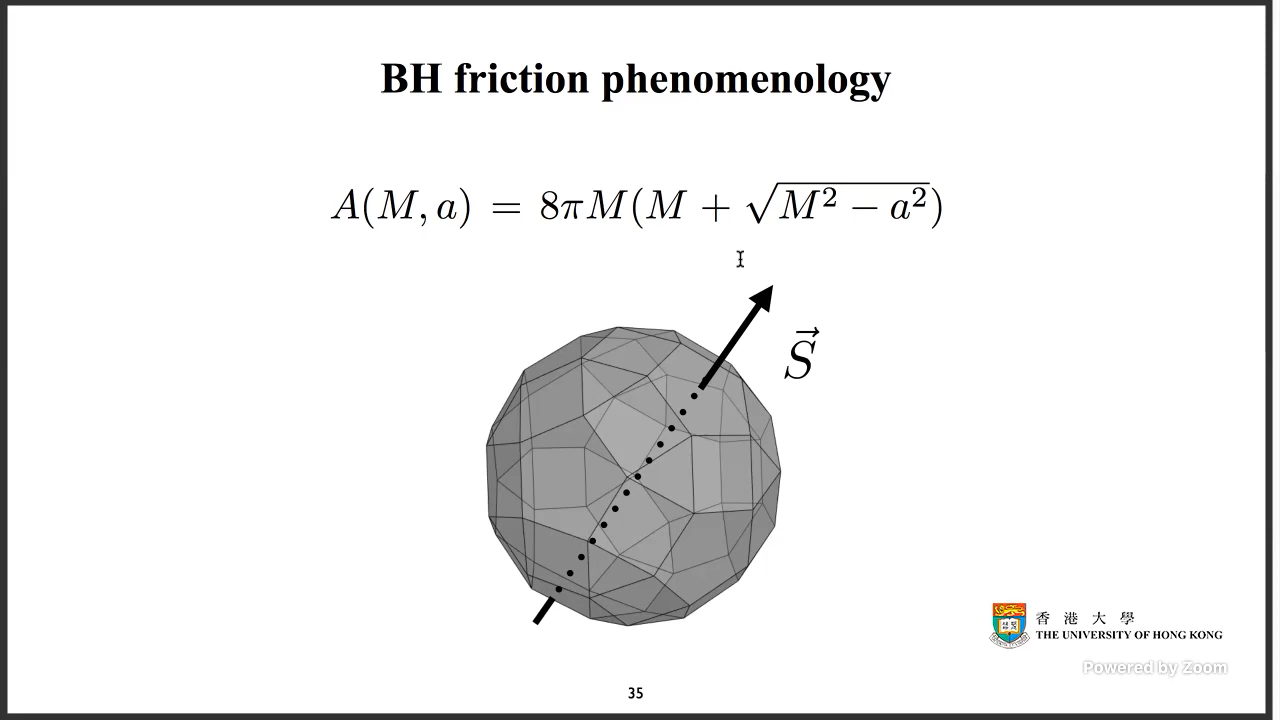 BH friction phenomenology
A(M, a) = 8πM(M + √(M² − a²))
S⃗
香港大學
THE UNIVERSITY OF HONG KONG
Powered by Zoom
35